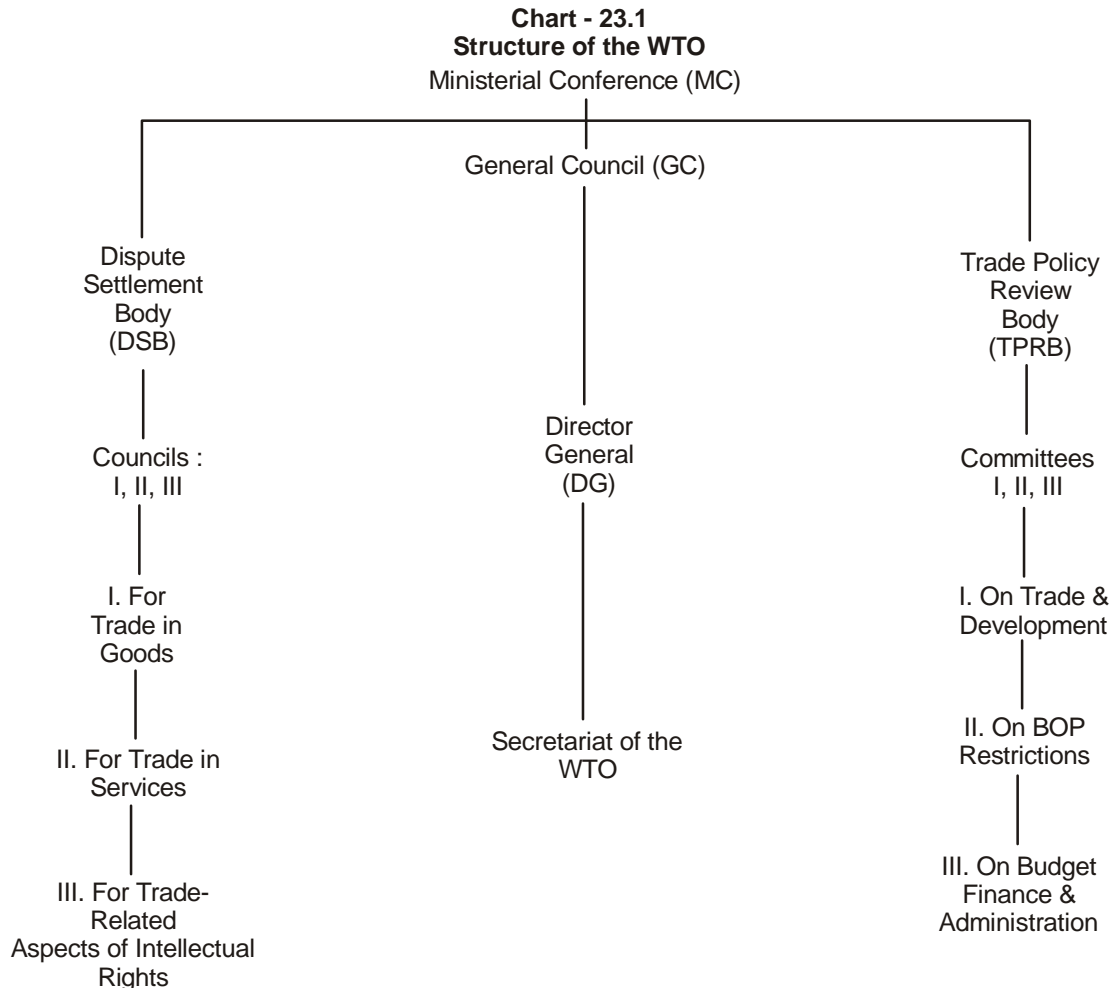 Chart - 23.1
Structure of the WTO
Ministerial Conference (MC)
General Council (GC)
Dispute
Settlement
Body
(DSB)
Councils :
I, II, III
I. For
Trade in
Goods
II. For Trade in
Services
III. For Trade-
Related
Aspects of Intellectual
Rights
Director
General
(DG)
Secretariat of the
WTO
Trade Policy
Review
Body
(TPRB)
Committees
I, II, III
I. On Trade &
Development
II. On BOP
Restrictions
III. On Budget
Finance &
Administration